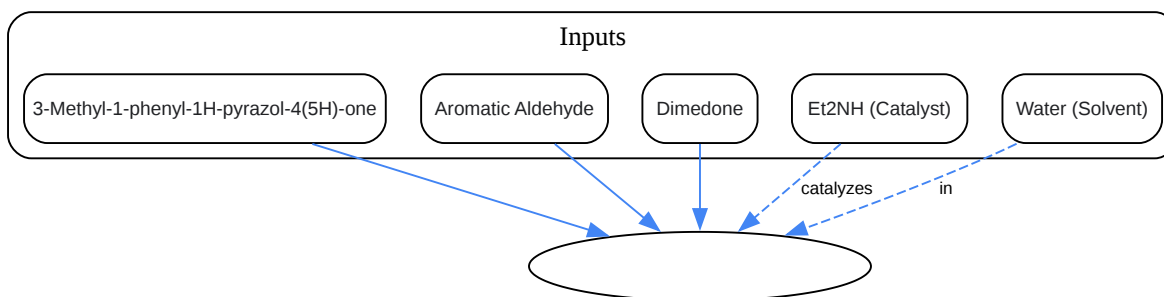 Inputs
3-Methyl-1-phenyl-1H-pyrazol-4(5H)-one
Aromatic Aldehyde
Dimedone
Et2NH (Catalyst)
Water (Solvent)
catalyzes
in